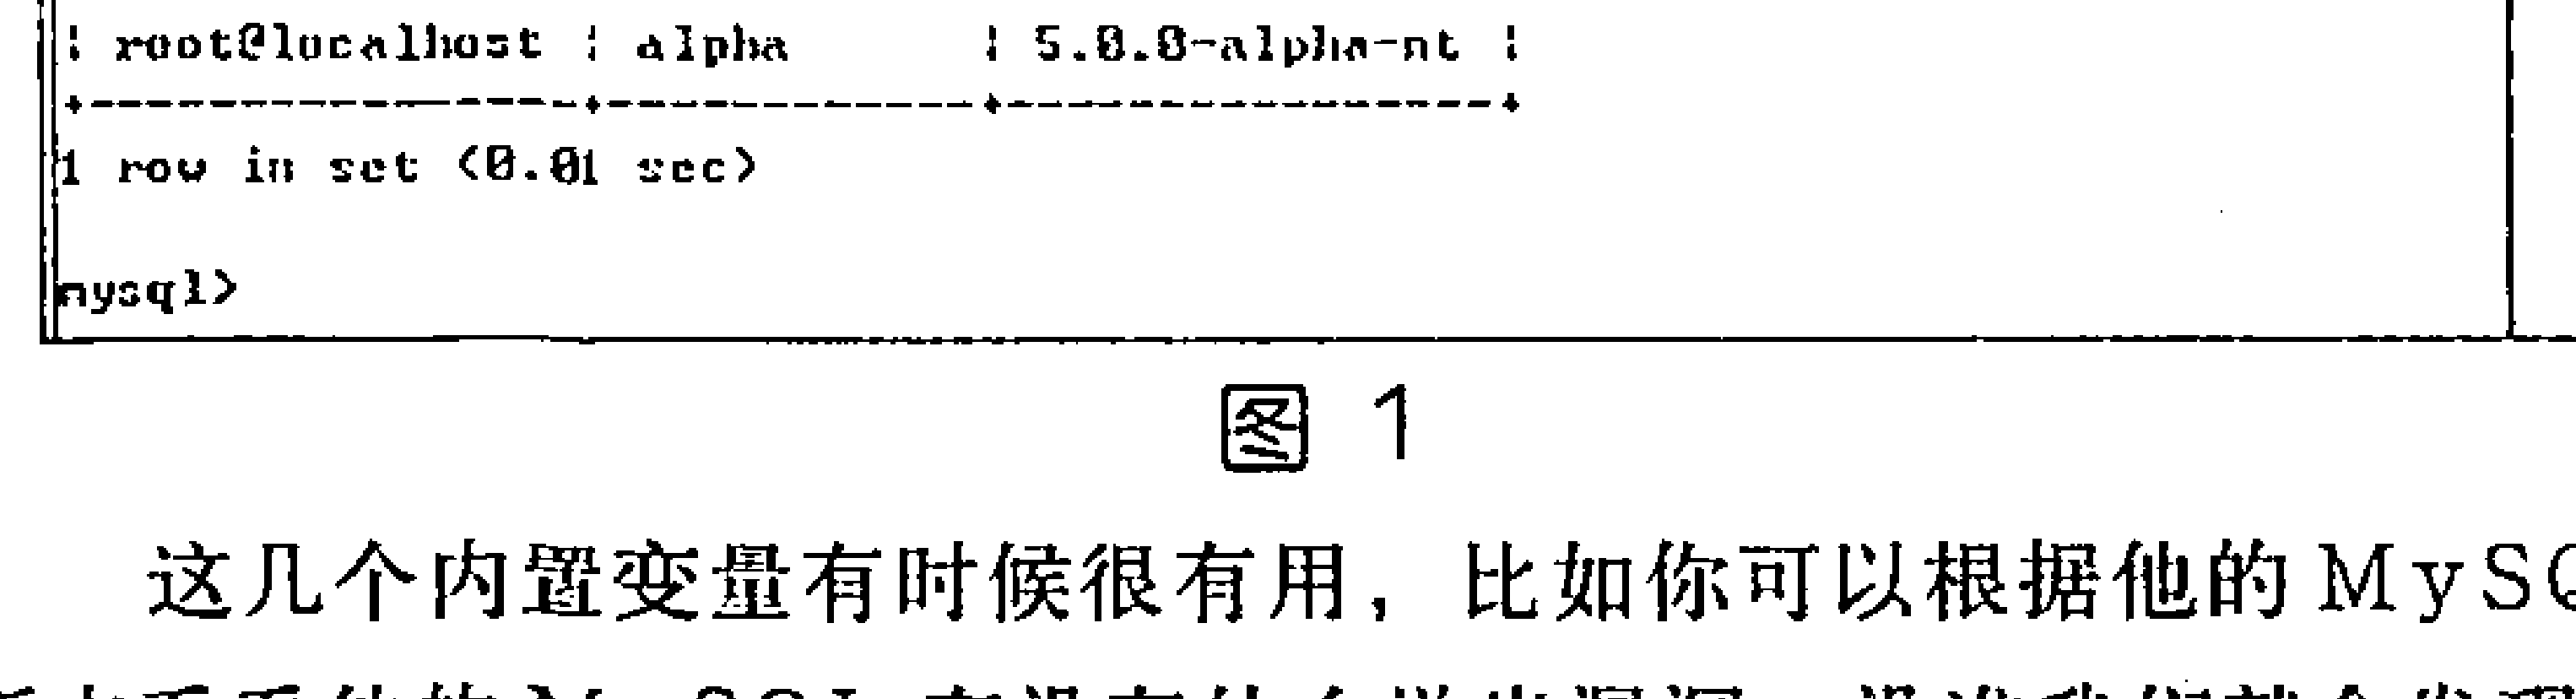 ¦ root@localhost ¦ alpha ¦ 5.0.0-alpha-nt ¦
+-----------------+-------------+-----------------+
1 row in set (0.01 sec)
mysql>
图 1
这几个内置变量有时候很有用，比如你可以根据他的MySQ